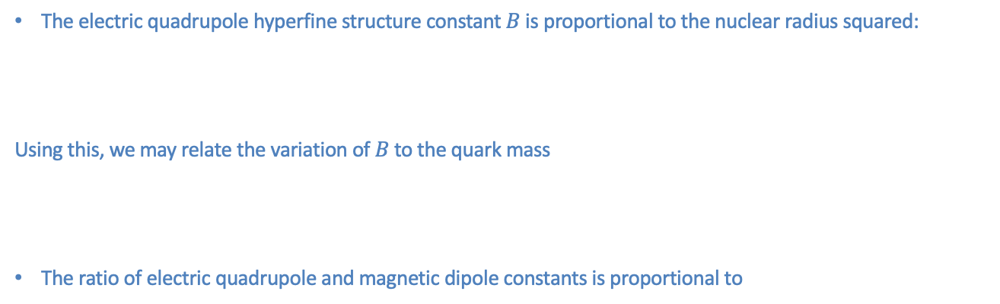 • The electric quadrupole hyperfine structure constant B is proportional to the nuclear radius squared:
Using this, we may relate the variation of B to the quark mass
• The ratio of electric quadrupole and magnetic dipole constants is proportional to